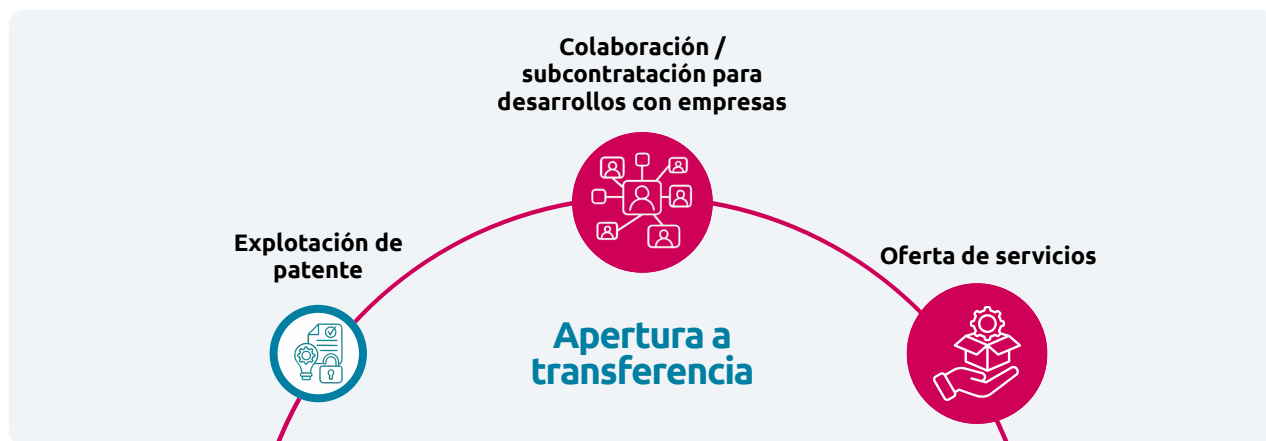 Colaboración /
subcontratación para
desarrollos con empresas
Explotación de
patente
Oferta de servicios
Apertura a
transferencia